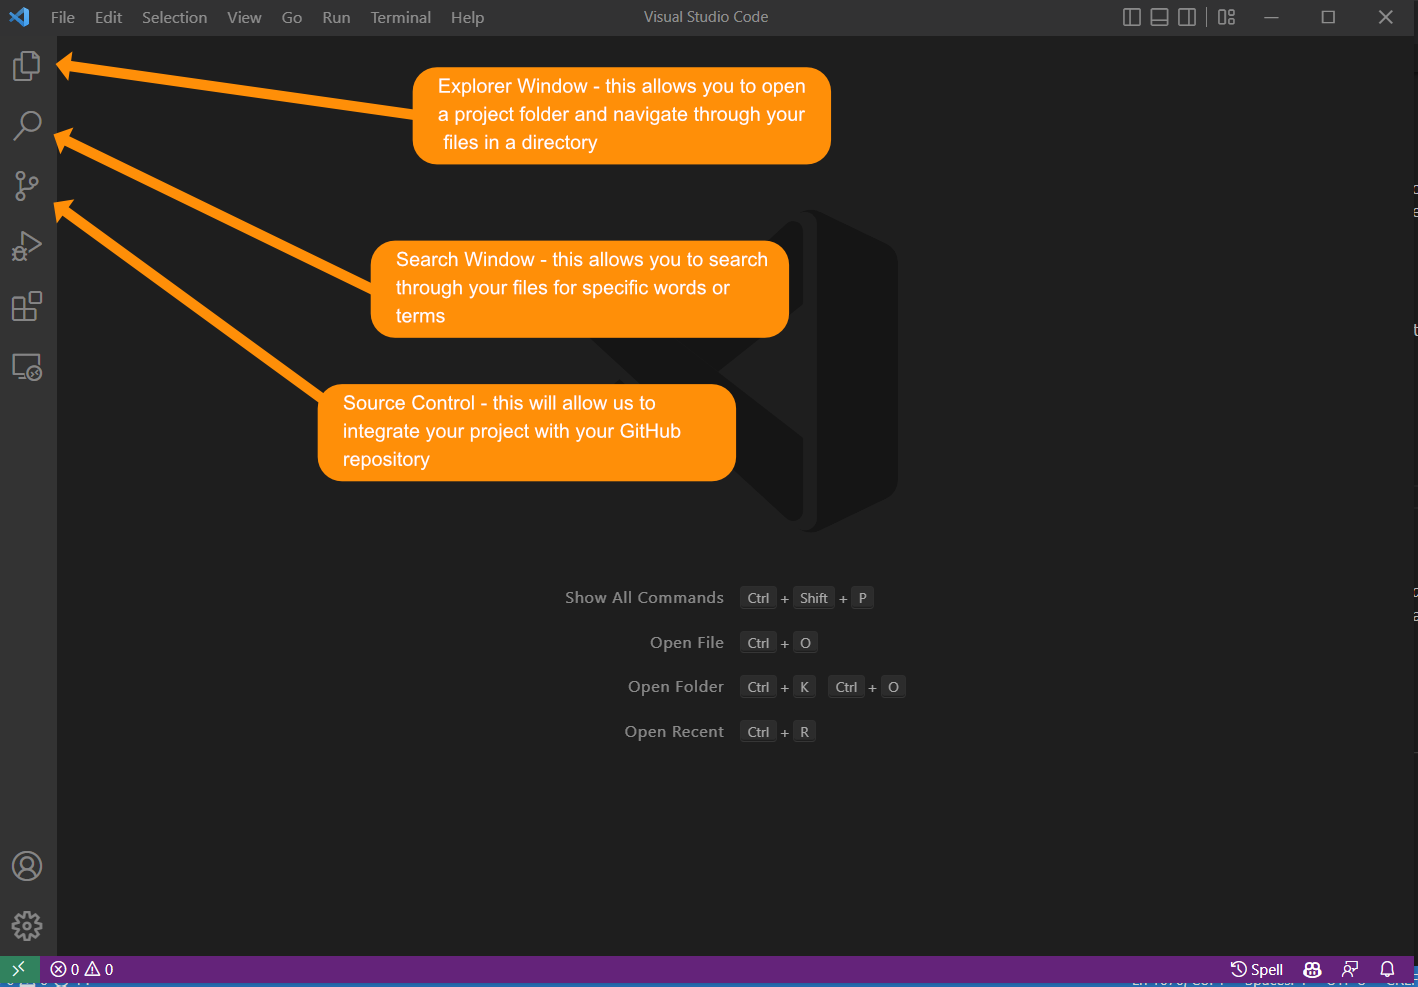 File Edit Selection View Go Run Terminal Help Visual Studio Code
Explorer Window - this allows you to open
a project folder and navigate through your
files in a directory
Search Window - this allows you to search
through your files for specific words or
terms
Source Control - this will allow us to
integrate your project with your GitHub
repository
Show All Commands Ctrl + Shift + P
Open File Ctrl + O
Open Folder Ctrl + K Ctrl + O
Open Recent Ctrl + R
0 0 Spell